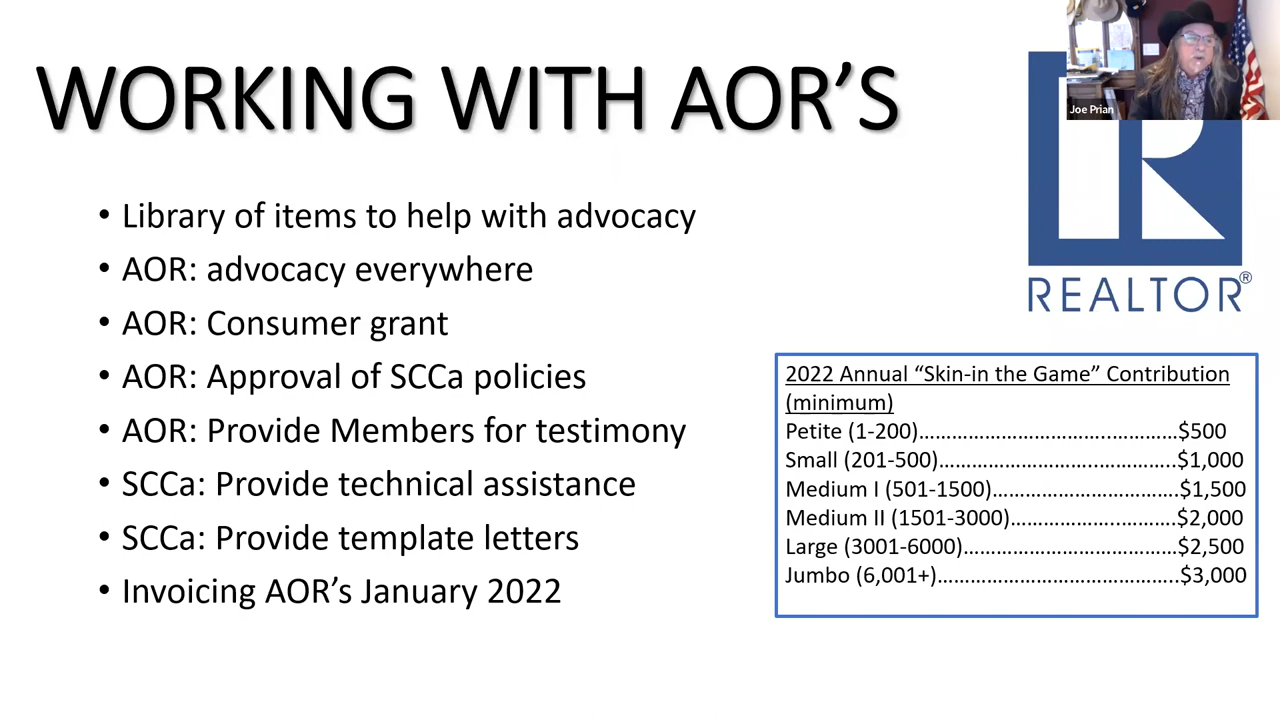 WORKING WITH AOR’S
Joe Prian
• Library of items to help with advocacy
• AOR: advocacy everywhere
• AOR: Consumer grant
• AOR: Approval of SCCa policies
• AOR: Provide Members for testimony
• SCCa: Provide technical assistance
• SCCa: Provide template letters
• Invoicing AOR’s January 2022
REALTOR®
2022 Annual “Skin-in the Game” Contribution
(minimum)
Petite (1-200)……………………………..…………$500
Small (201-500)…………………………..………..$1,000
Medium I (501-1500)……………………………….$1,500
Medium II (1501-3000)………………..……….$2,000
Large (3001-6000)……………………………………$2,500
Jumbo (6,001+)……………………………………..$3,000